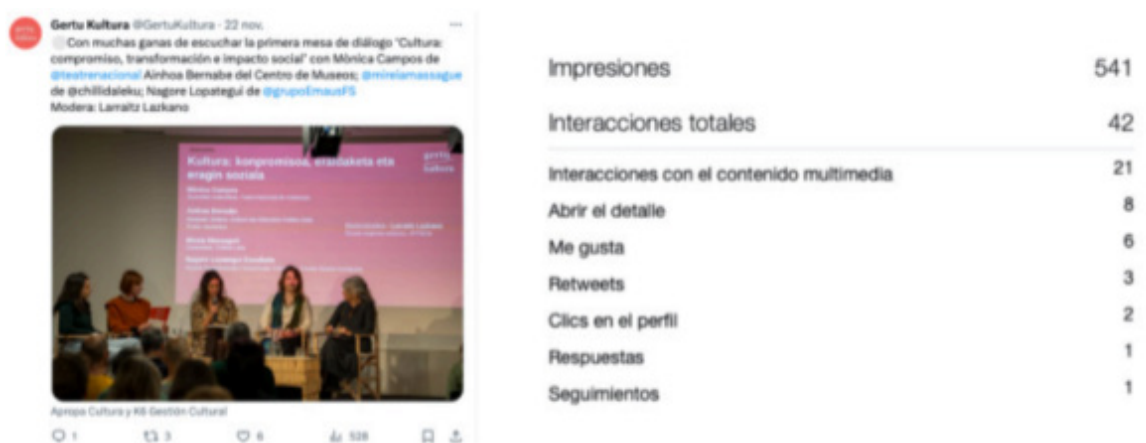 Gertu Kultura @GertuKultura · 22 nov.
Con muchas ganas de escuchar la primera mesa de diálogo "Cultura:
compromiso, transformación e impacto social" con Mònica Campos de
@teatrenacional Ainhoa Bernabe del Centro de Museos; @mireiamassague
de @chillidaleku; Nagore Lopategui de @grupoEmausFS
Modera: Larraitz Lazkano
Kultura: konpromisoa, eraldaketa eta
eragin soziala
gertu
kultura
Apropa Cultura y K6 Gestión Cultural
1 3 6 528
Impresiones 541
Interacciones totales 42
Interacciones con el contenido multimedia 21
Abrir el detalle 8
Me gusta 6
Retweets 3
Clics en el perfil 2
Respuestas 1
Seguimientos 1